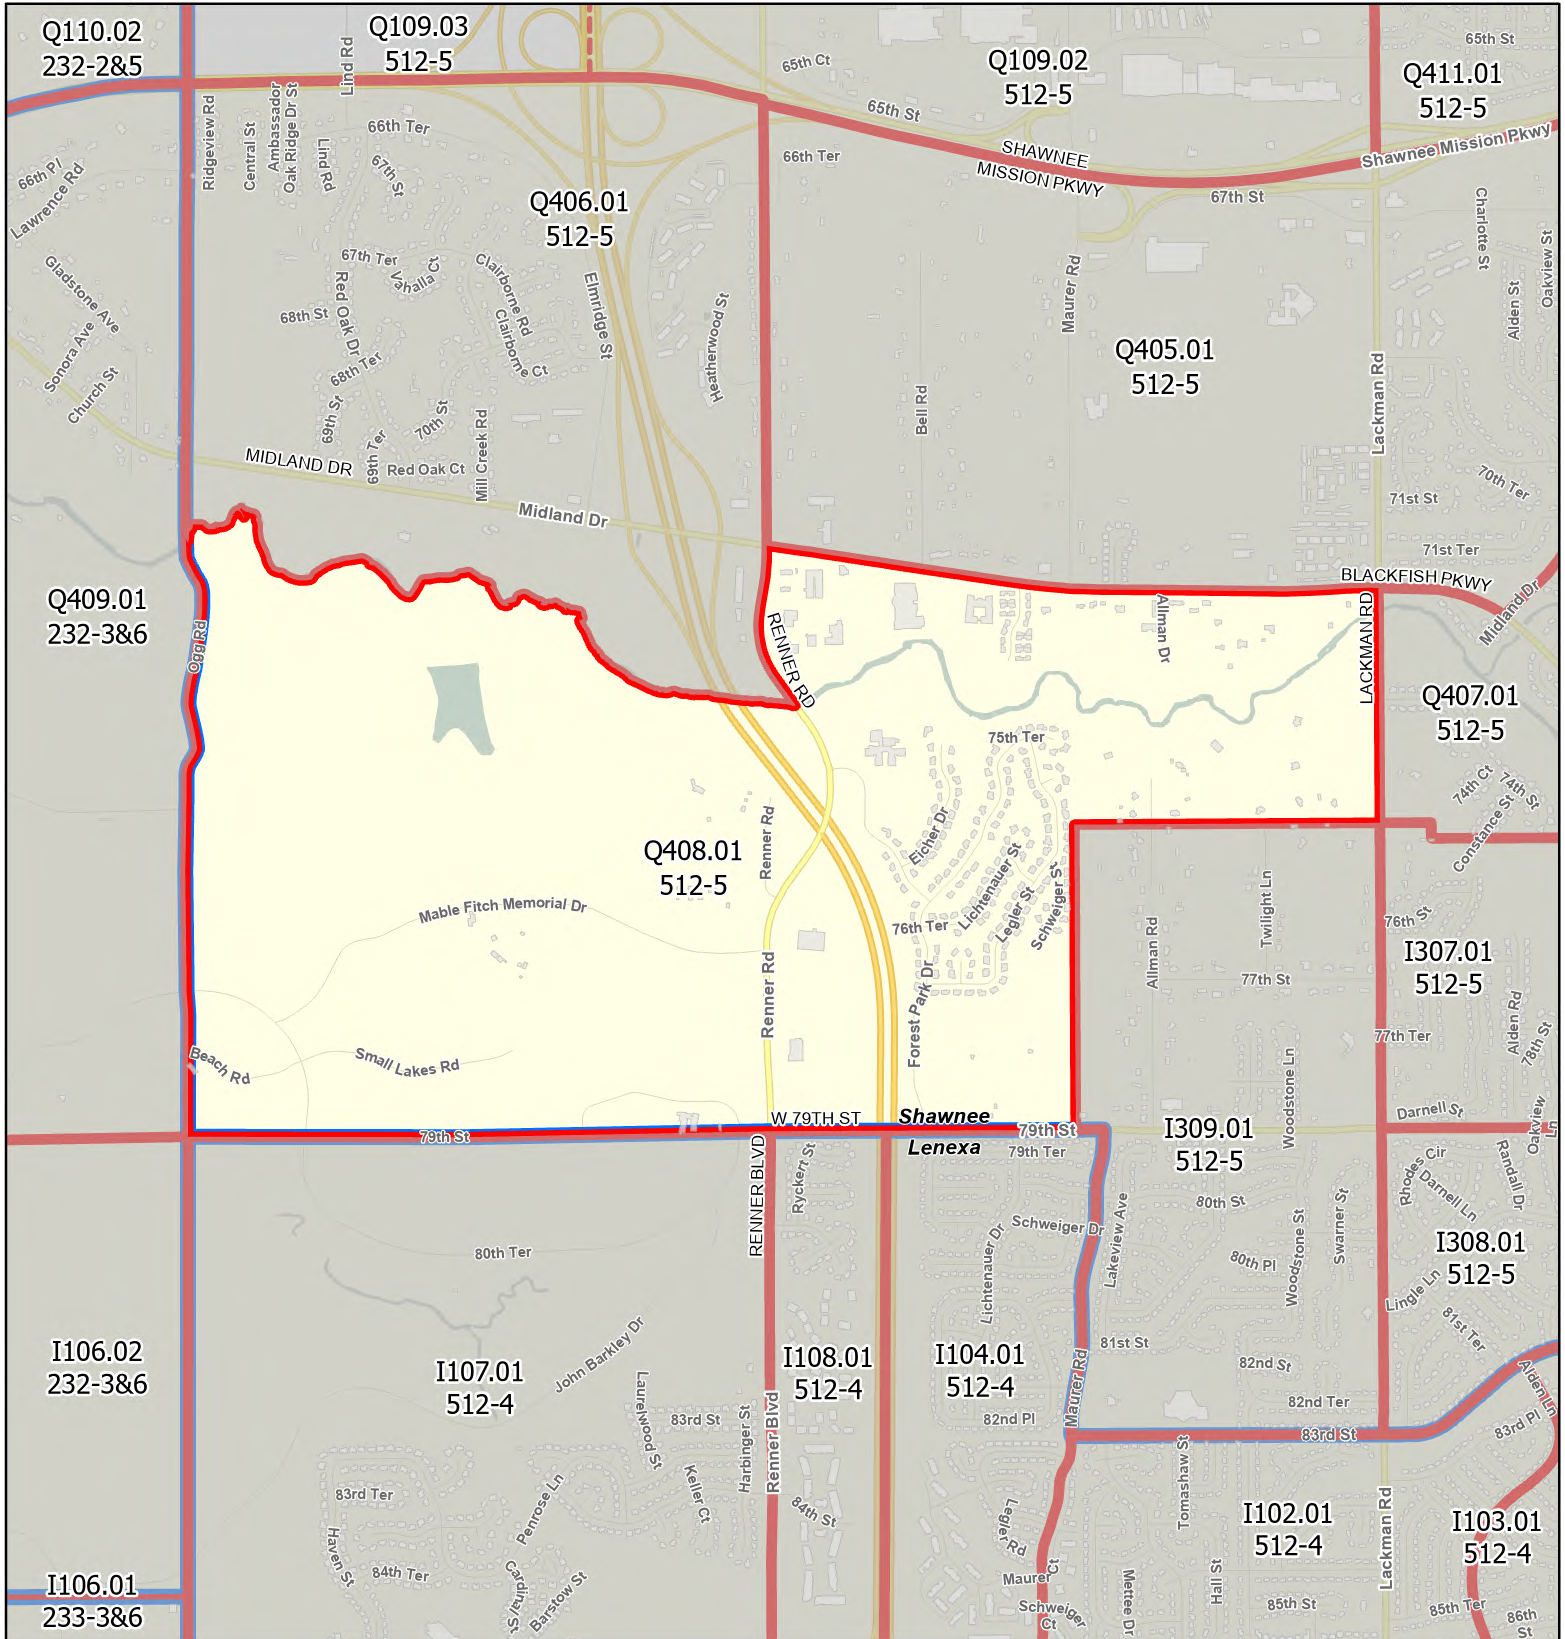 Q110.02
232-2&5
Q109.03
512-5
Q109.02
512-5
Q411.01
512-5
65th St
65th Ct
65th St
Lind Rd
Ridgeview Rd
Central St
Ambassador
Oak Ridge Dr St
Lind Rd
66th Ter
67th St
66th Ter
SHAWNEE
MISSION PKWY
Shawnee Mission Pkwy
67th St
66th Pl
Lawrence Rd
Q406.01
512-5
Charlotte St
Oakview St
Alden St
67th Ter
Valhalla Ct
Red Oak Dr
Clairborne Rd
Clairborne Ct
Elmridge St
Heatherwood St
Maurer Rd
Gladstone Ave
Sonora Ave
Church St
68th St
68th Ter
69th St
69th Ter
70th St
Red Oak Ct
Mill Creek Rd
Bell Rd
Q405.01
512-5
Lackman Rd
70th Ter
71st St
71st Ter
MIDLAND DR
Midland Dr
BLACKFISH PKWY
Midland Dr
Q409.01
232-3&6
Ogg Rd
RENNER RD
Allman Dr
LACKMAN RD
Q407.01
512-5
75th Ter
74th Ct
74th St
Constance St
Q408.01
512-5
Renner Rd
Eicher Dr
Lichtenauer St
Legler St
Schweiger St
76th Ter
Mable Fitch Memorial Dr
Renner Rd
Forest Park Dr
Allman Rd
Twilight Ln
77th St
76th St
I307.01
512-5
77th Ter
Alden Rd
78th St
Beach Rd
Small Lakes Rd
Woodstone Ln
Darnell St
Oakview
Ln
W 79TH ST
Shawnee
Lenexa
79th St
79th St
79th Ter
I309.01
512-5
RENNER BLVD
Ryckert St
Rhodes Cir
Darnell Ln
Randall Dr
80th Ter
Schweiger Dr
Lichtenauer Dr
Lakeview Ave
80th St
80th Pl
Woodstone St
Swarner St
I308.01
512-5
Lingle Ln
81st Ter
81st St
82nd St
82nd Ter
I106.02
232-3&6
I107.01
512-4
John Barkley Dr
I108.01
512-4
I104.01
512-4
Maurer Rd
82nd Pl
83rd St
Alden Ln
83rd Pl
Laurelwood St
83rd St
Harbinger St
Renner Blvd
Keller Ct
84th St
83rd Ter
Penrose Ln
Haven St
84th Ter
Cardinal St
Barstow St
Legler Rd
Maurer Ct
Schweiger
Ct
Tomashaw St
Mettee Dr
Hall St
I102.01
512-4
Lackman Rd
I103.01
512-4
85th St
85th Ter
86th
St
I106.01
233-3&6